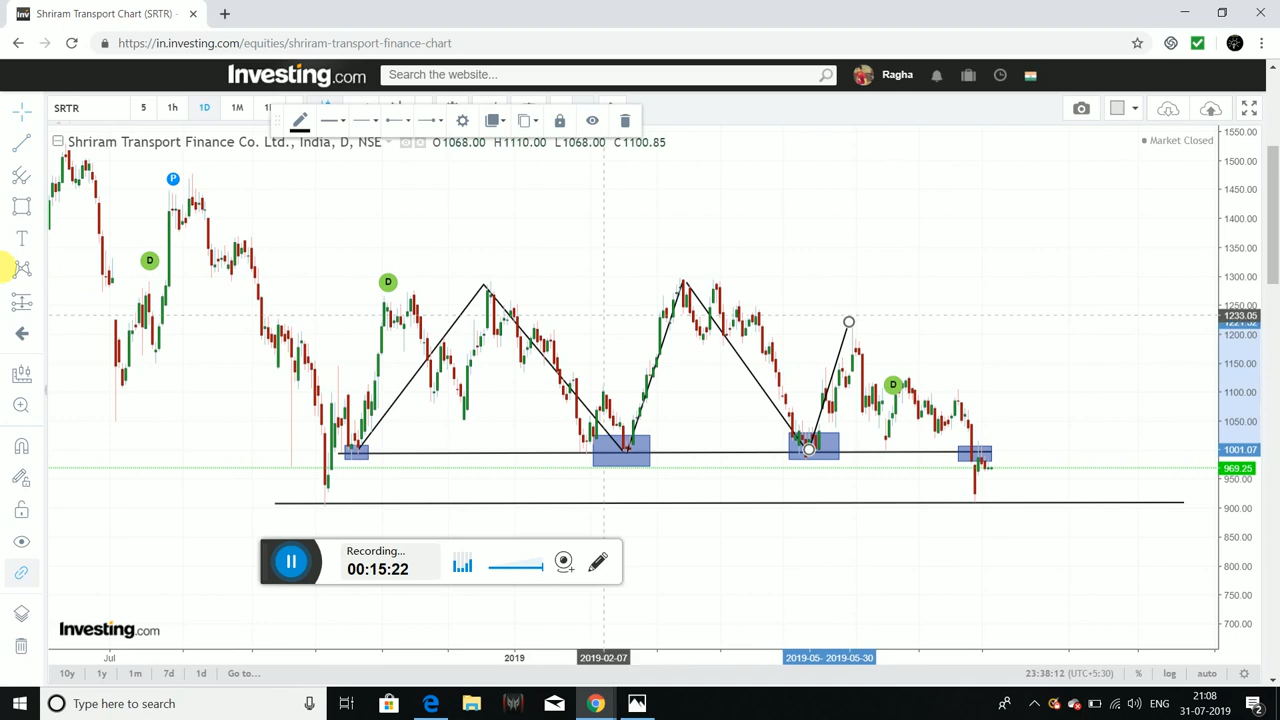 Shriram Transport Chart (SRTR) -
https://in.investing.com/equities/shriram-transport-finance-chart
Investing.com
Search the website...
Ragha
SRTR
5
1h
1D
1M
Shriram Transport Finance Co. Ltd., India, D, NSE
O1068.00 H1110.00 L1068.00 C1100.85
Market Closed
P
D
D
D
1550.00
1500.00
1450.00
1400.00
1350.00
1300.00
1250.00
1233.05
1200.00
1150.00
1100.00
1050.00
1001.07
969.25
950.00
900.00
850.00
800.00
750.00
700.00
Recording...
00:15:22
Investing.com
Jul
2019
2019-02-07
2019-05-
2019-05-30
10y
1y
1m
7d
1d
Go to...
23:38:12 (UTC+5:30)
%
log
auto
Type here to search
ENG
21:08
31-07-2019
2